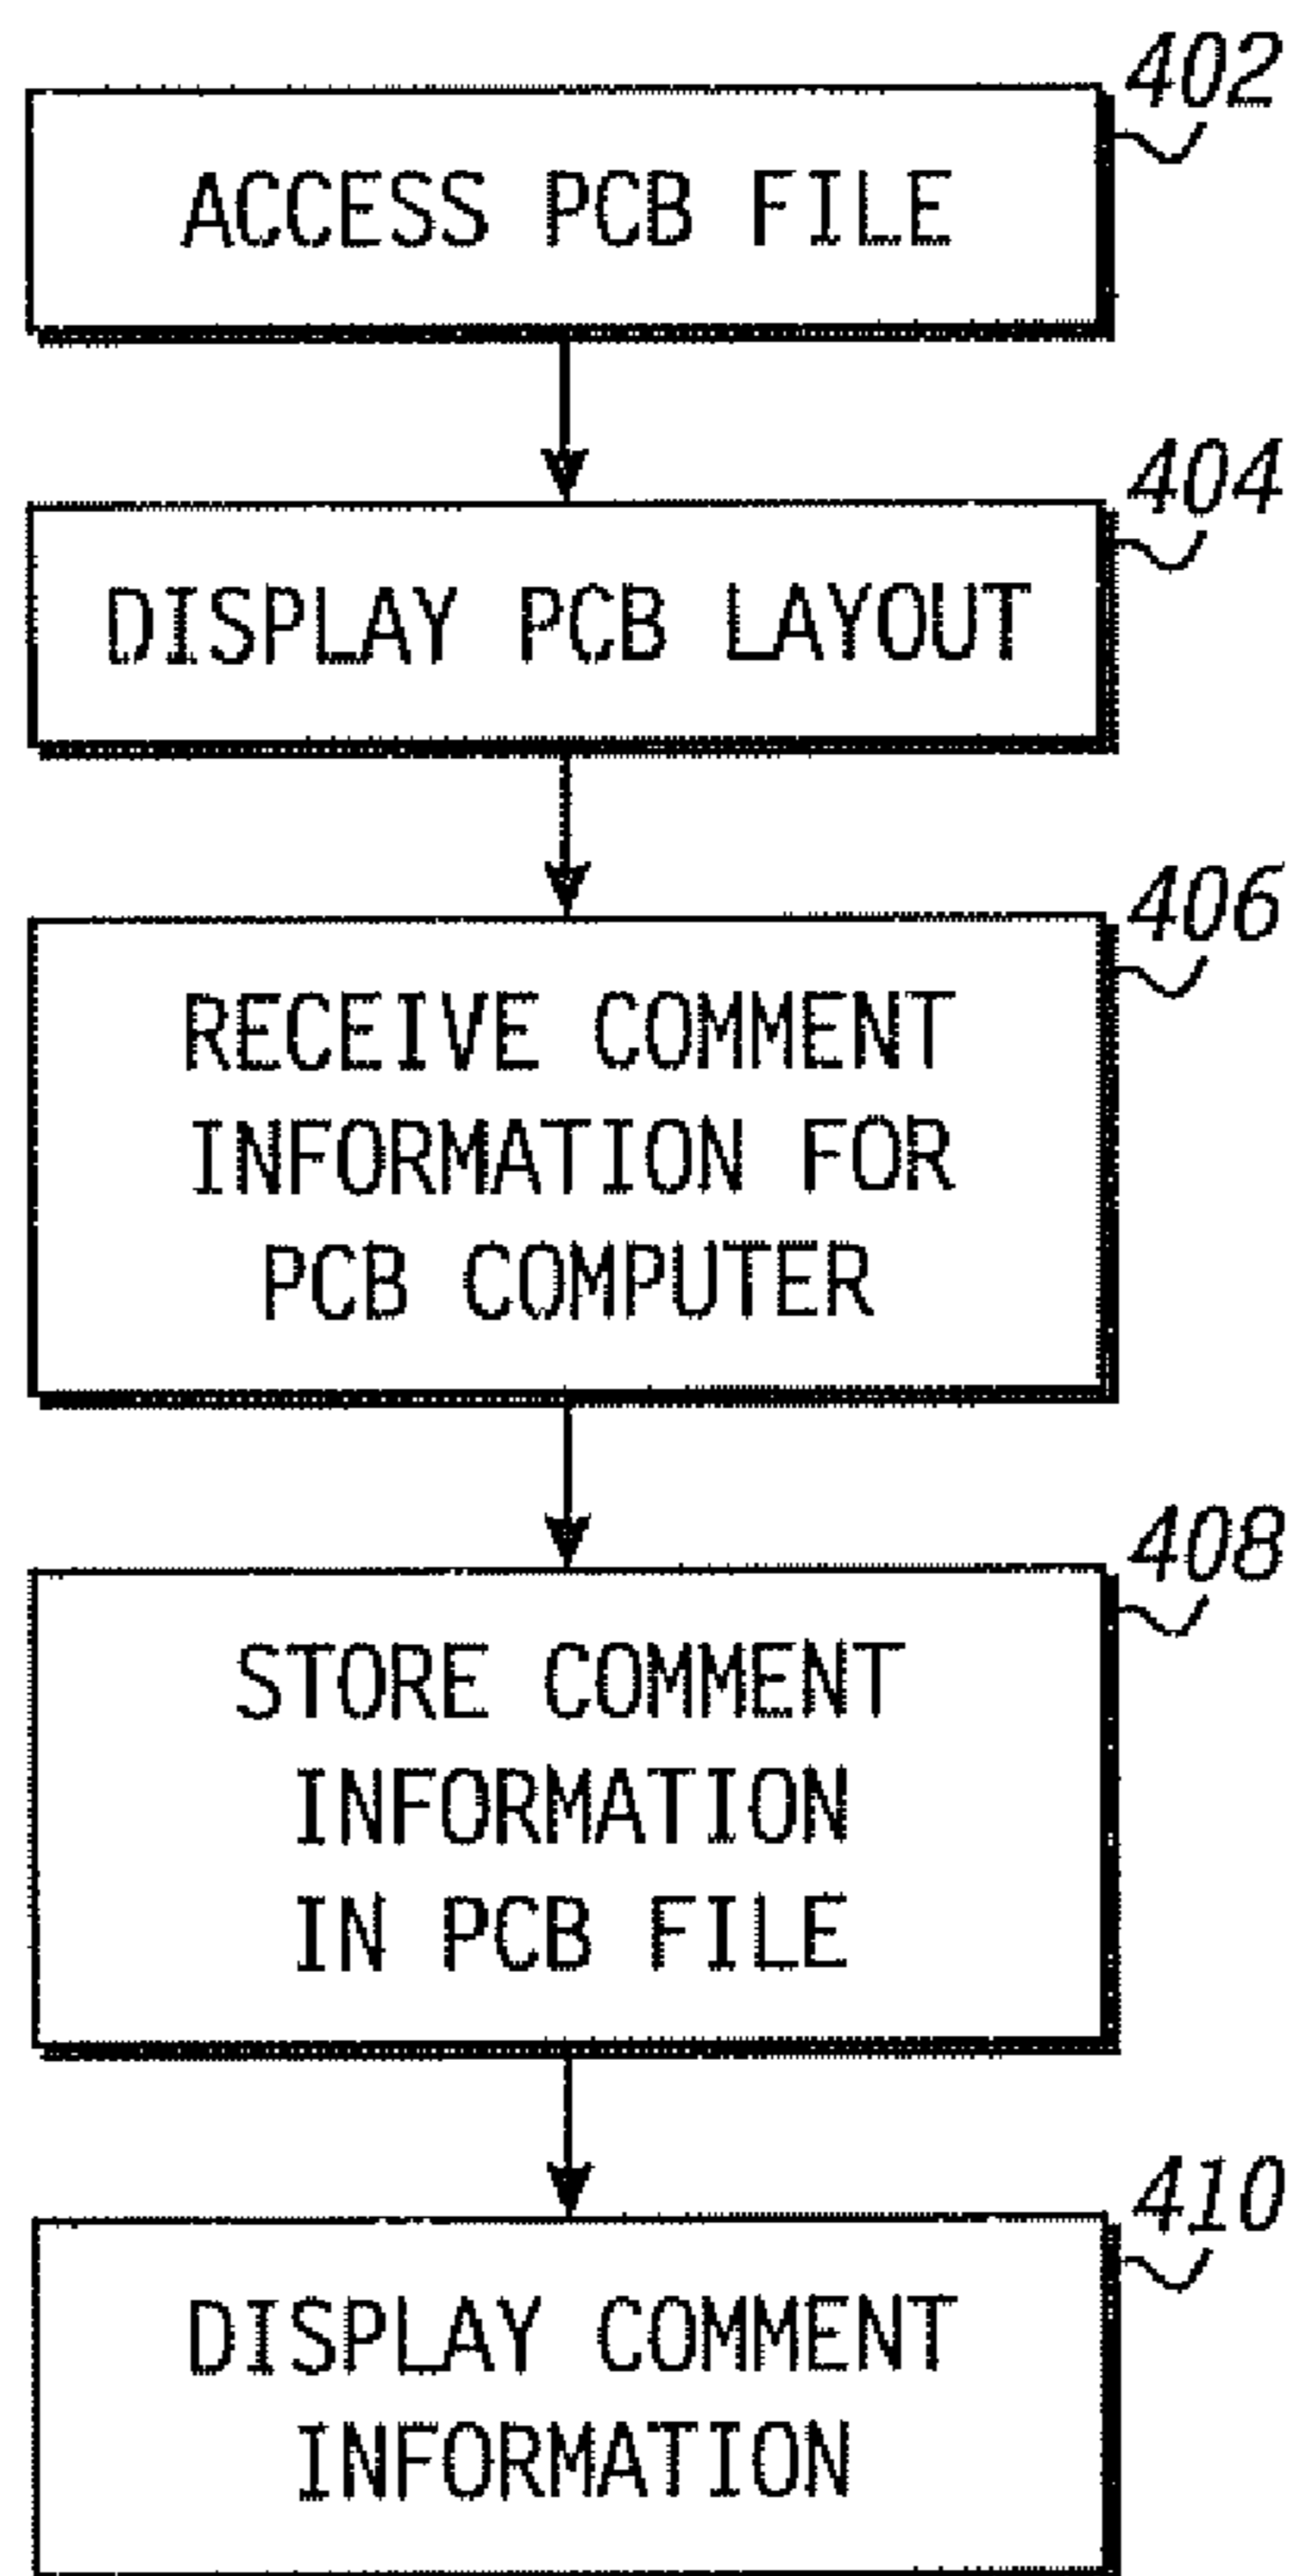 402
ACCESS PCB FILE
404
DISPLAY PCB LAYOUT
406
RECEIVE COMMENT
INFORMATION FOR
PCB COMPUTER
408
STORE COMMENT
INFORMATION
IN PCB FILE
410
DISPLAY COMMENT
INFORMATION